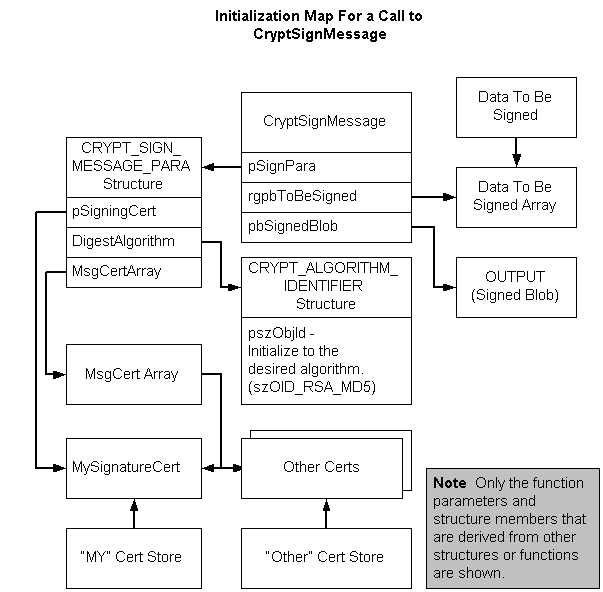 Initialization Map For a Call to
CryptSignMessage
Data To Be
Signed
CryptSignMessage
CRYPT_SIGN_
MESSAGE_PARA
Structure
pSignPara
rgpbToBeSigned
Data To Be
Signed Array
pSigningCert
pbSignedBlob
DigestAlgorithm
MsgCertArray
CRYPT_ALGORITHM_
IDENTIFIER
Structure
OUTPUT
(Signed Blob)
pszObjId -
Initialize to the
desired algorithm.
(szOID_RSA_MD5)
MsgCert Array
MySignatureCert
Other Certs
Note Only the function
parameters and
structure members that
are derived from other
structures or functions
are shown.
"MY" Cert Store
"Other" Cert Store